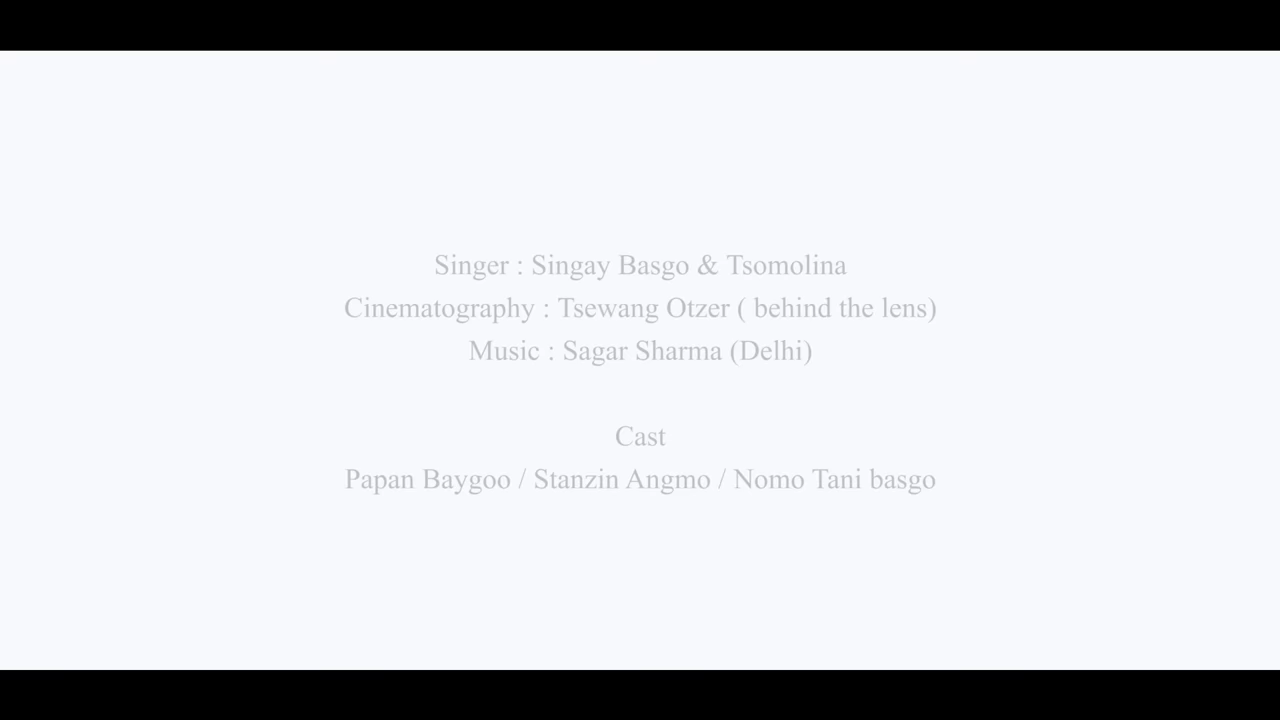 Singer : Singay Basgo & Tsomolina
Cinematography : Tsewang Otzer ( behind the lens)
Music : Sagar Sharma (Delhi)
Cast
Papan Baygoo / Stanzin Angmo / Nomo Tani basgo